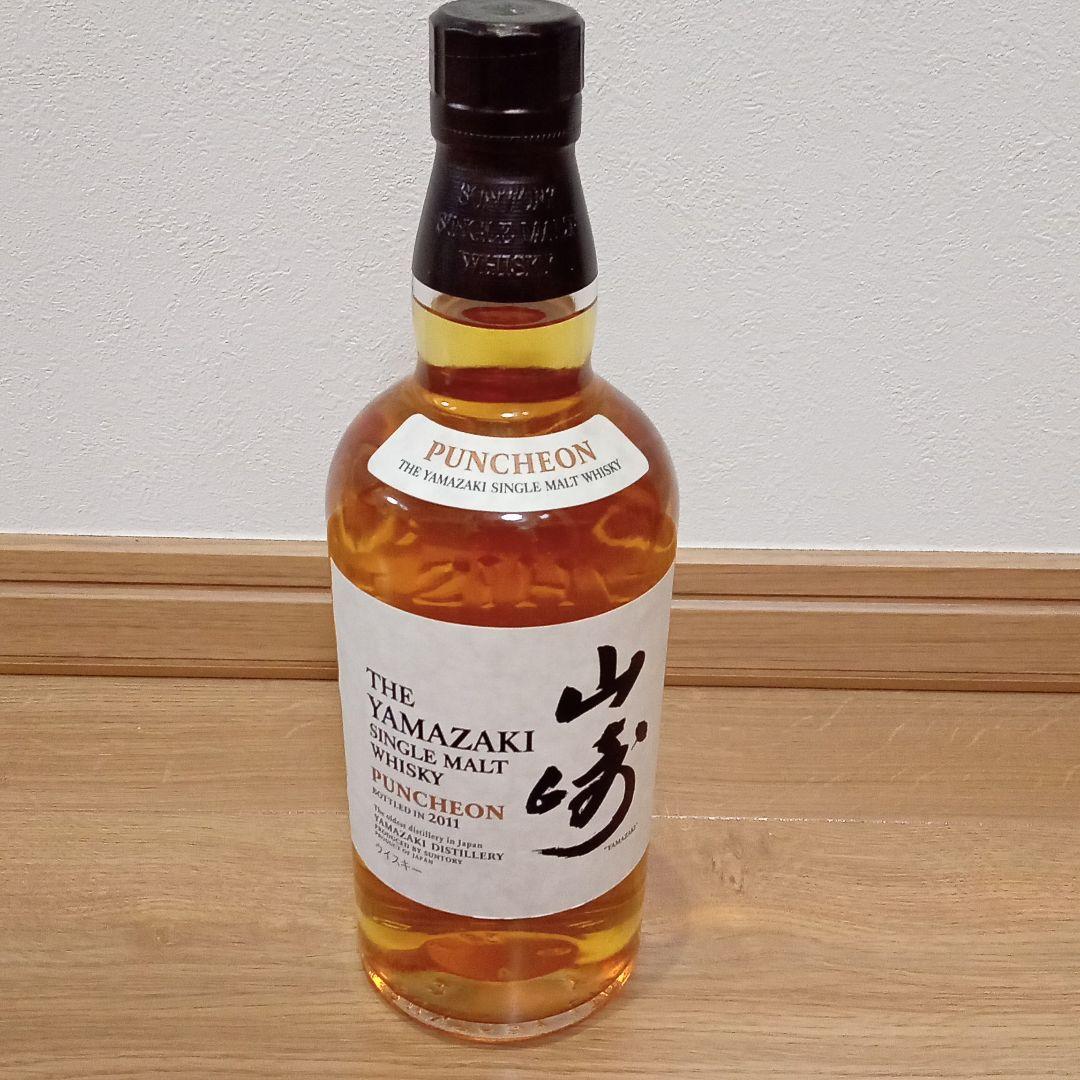 SUNTORY
SINGLE MALT
WHISKY
PUNCHEON
THE YAMAZAKI SINGLE MALT WHISKY
THE
YAMAZAKI
SINGLE MALT
WHISKY
PUNCHEON
BOTTLED IN 2011
The oldest distillery in Japan
YAMAZAKI DISTILLERY
PRODUCED BY SUNTORY
PRODUCT OF JAPAN
ウイスキー
山崎
"YAMAZAKI"